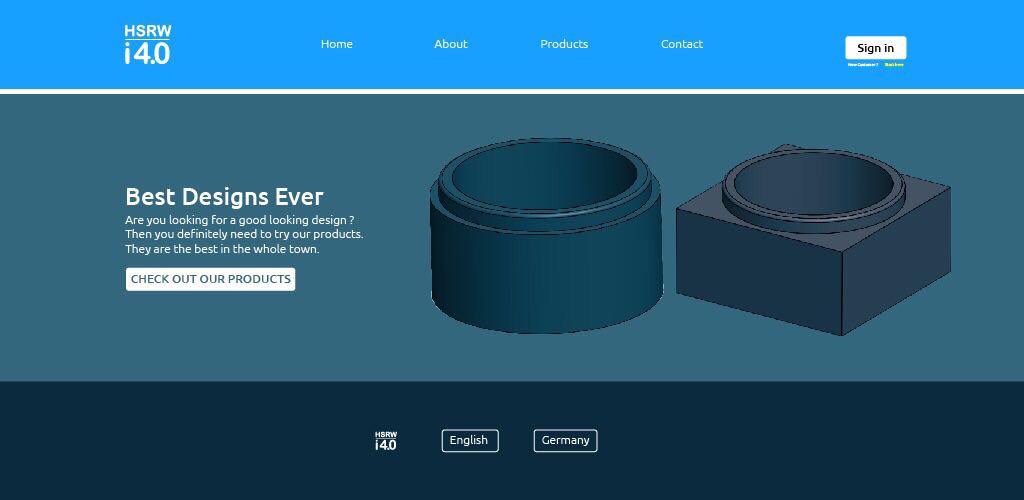 HSRW
i4.0
Home
About
Products
Contact
Sign in
New Customer ? Start here
Best Designs Ever
Are you looking for a good looking design ?
Then you definitely need to try our products.
They are the best in the whole town.
CHECK OUT OUR PRODUCTS
HSRW
i4.0
English
Germany